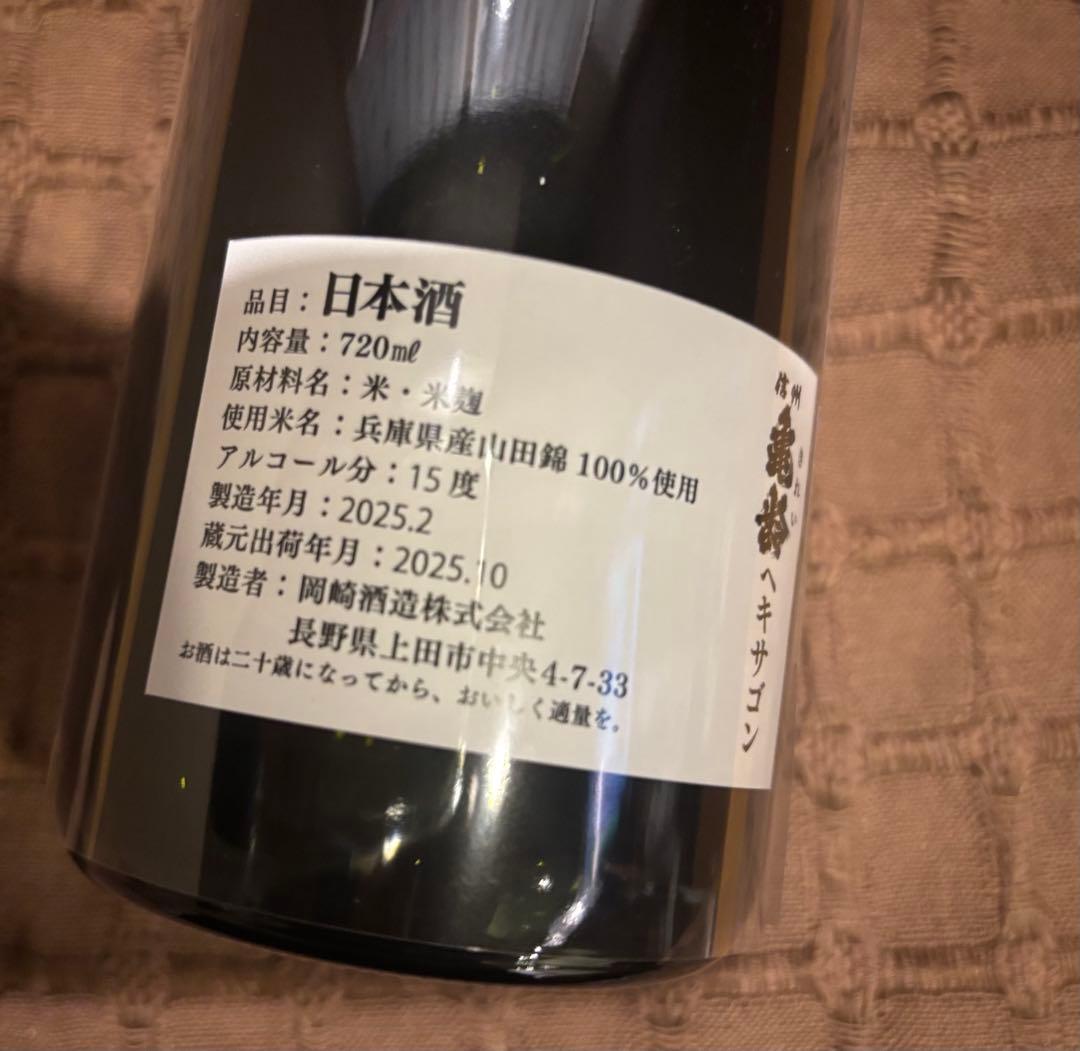 品目：日本酒
内容量：720㎖
原材料名：米・米麹
使用米名：兵庫県産山田錦100%使用
アルコール分：15度
製造年月：2025.2
蔵元出荷年月：2025.10
製造者：岡崎酒造株式会社
長野県上田市中央4-7-33
お酒は二十歳になってから、おいしく適量を。
信州
亀齢
きれい
ヘキサゴン